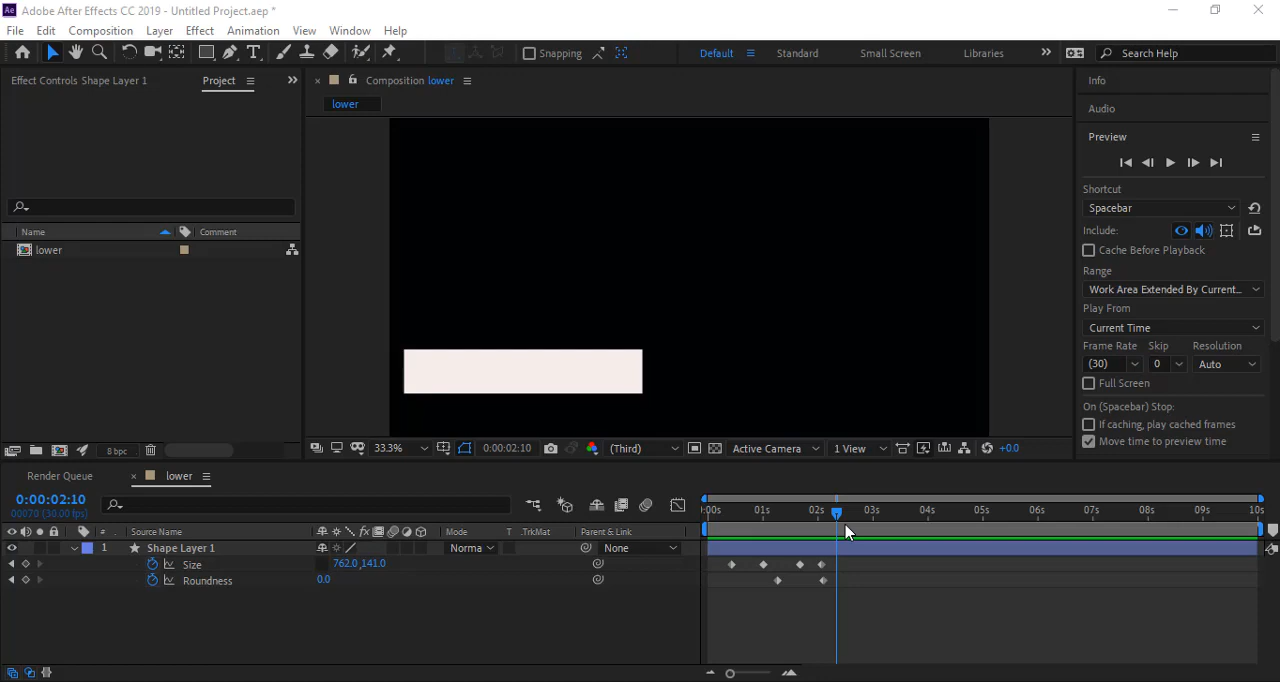 Ae Adobe After Effects CC 2019 - Untitled Project.aep *
File Edit Composition Layer Effect Animation View Window Help
Snapping Default Standard Small Screen Libraries Search Help
Effect Controls Shape Layer 1 Project Composition lower Info
lower
Audio
Preview
Shortcut
Spacebar
Include:
Name Comment
lower
Cache Before Playback
Range
Work Area Extended By Current...
Play From
Current Time
Frame Rate Skip Resolution
(30) 0 Auto
Full Screen
On (Spacebar) Stop:
If caching, play cached frames
Move time to preview time
8 bpc 33.3% 0:00:02:10 (Third) Active Camera 1 View +0.0
Render Queue lower
0:00:02:10
00070 (30.00 fps)
:00s 01s 02s 03s 04s 05s 06s 07s 08s 09s 10s
# Source Name Mode T .TrkMat Parent & Link
1 Shape Layer 1 Norma None
Size 762.0,141.0
Roundness 0.0